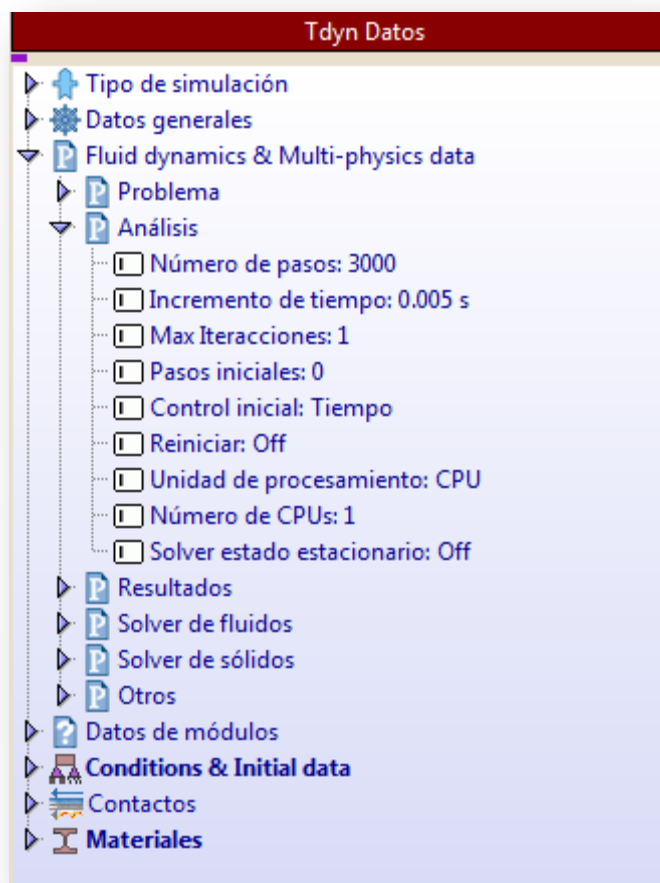 Tdyn Datos
Tipo de simulación
Datos generales
Fluid dynamics & Multi-physics data
Problema
Análisis
Número de pasos: 3000
Incremento de tiempo: 0.005 s
Max Iteracciones: 1
Pasos iniciales: 0
Control inicial: Tiempo
Reiniciar: Off
Unidad de procesamiento: CPU
Número de CPUs: 1
Solver estado estacionario: Off
Resultados
Solver de fluidos
Solver de sólidos
Otros
Datos de módulos
Conditions & Initial data
Contactos
Materiales